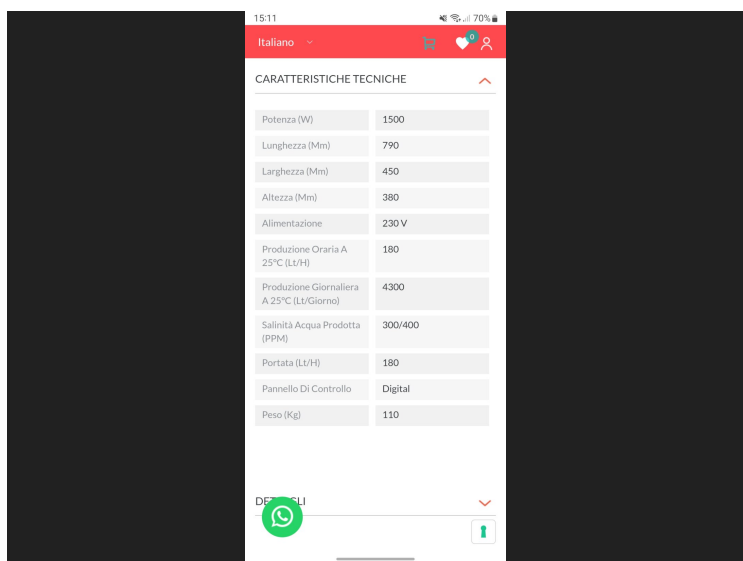 15:11
70%
Italiano
0
CARATTERISTICHE TECNICHE
Potenza (W) 1500
Lunghezza (Mm) 790
Larghezza (Mm) 450
Altezza (Mm) 380
Alimentazione 230 V
Produzione Oraria A 180
25°C (Lt/H)
Produzione Giornaliera 4300
A 25°C (Lt/Giorno)
Salinità Acqua Prodotta 300/400
(PPM)
Portata (Lt/H) 180
Pannello Di Controllo Digital
Peso (Kg) 110